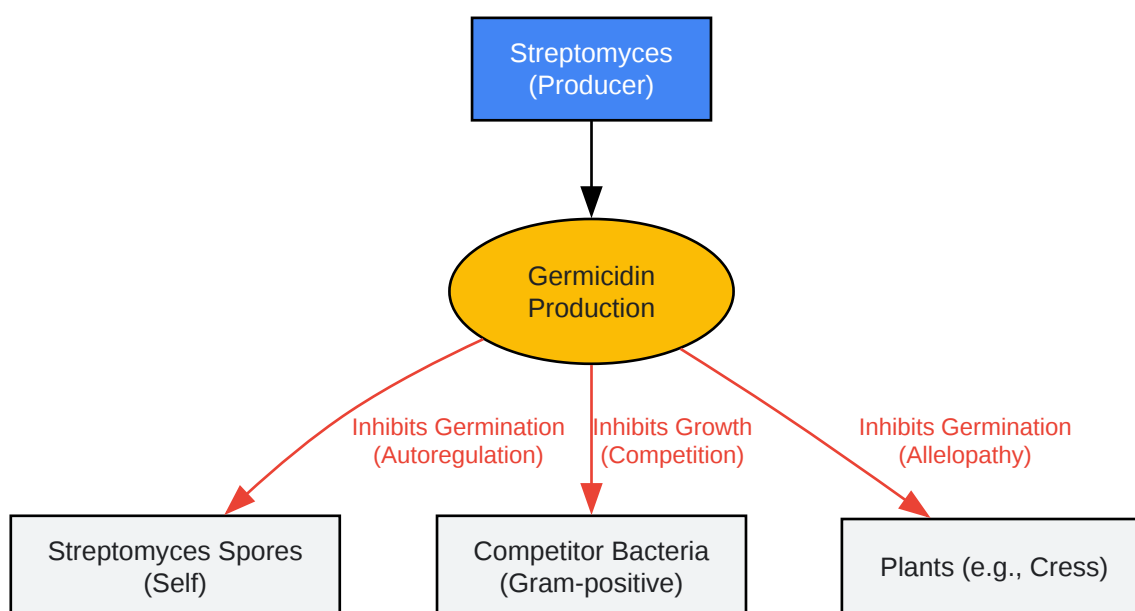 Streptomyces
(Producer)
Germicidin
Production
Inhibits Germination
(Autoregulation)
Inhibits Growth
(Competition)
Inhibits Germination
(Allelopathy)
Streptomyces Spores
(Self)
Competitor Bacteria
(Gram-positive)
Plants (e.g., Cress)